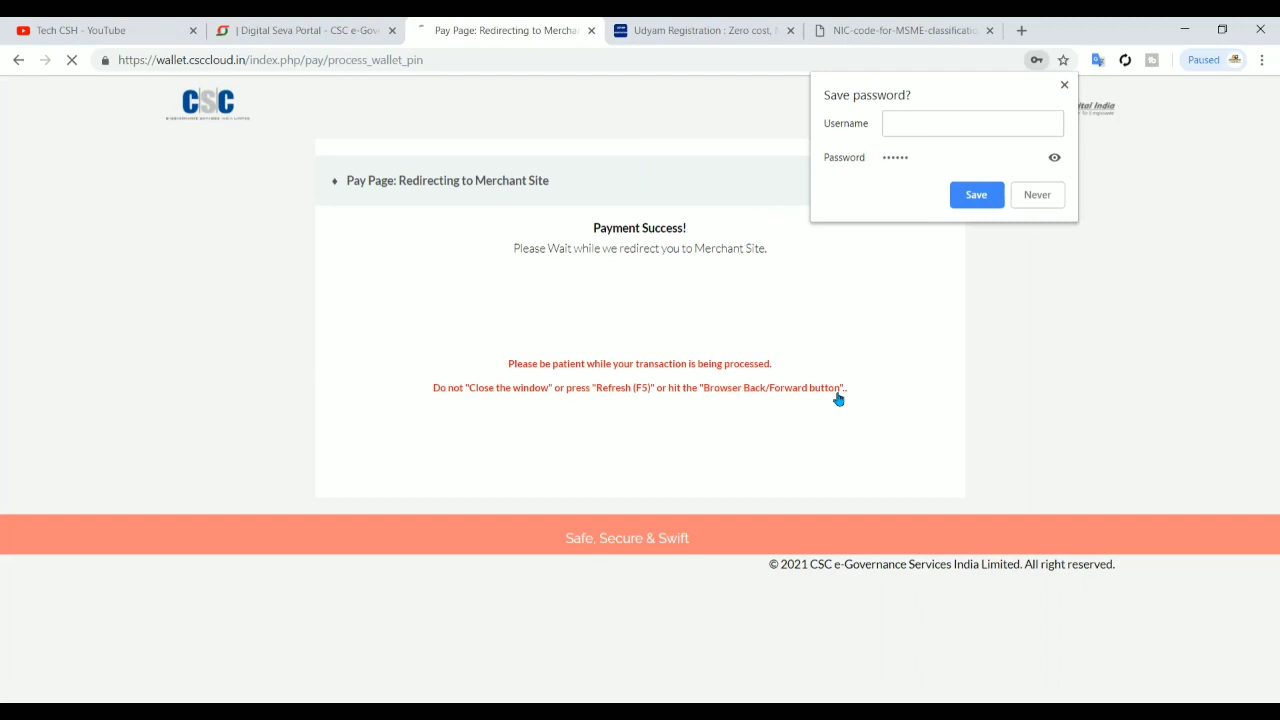 Tech CSH - YouTube
| Digital Seva Portal - CSC e-Gov
Pay Page: Redirecting to Mercha
Udyam Registration : Zero cost,
NIC-code-for-MSME-classificatio
https://wallet.csccloud.in/index.php/pay/process_wallet_pin
Paused
CSC
ital India
Save password?
Username
Password ••••••
Save
Never
♦ Pay Page: Redirecting to Merchant Site
Payment Success!
Please Wait while we redirect you to Merchant Site.
Please be patient while your transaction is being processed.
Do not "Close the window" or press "Refresh (F5)" or hit the "Browser Back/Forward button"..
Safe, Secure & Swift
© 2021 CSC e-Governance Services India Limited. All right reserved.